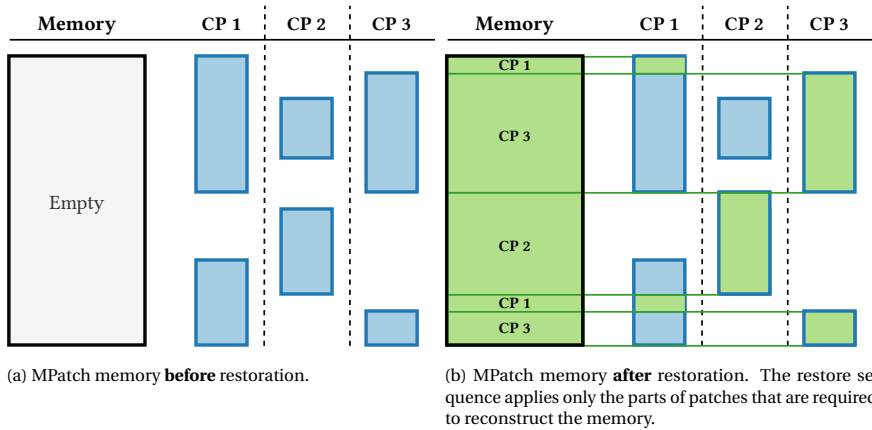 Memory CP 1 CP 2 CP 3
Empty
(a) MPatch memory before restoration.
Memory CP 1 CP 2 CP 3
CP 1
CP 3
CP 2
CP 1
CP 3
(b) MPatch memory after restoration. The restore se-
quence applies only the parts of patches that are required
to reconstruct the memory.